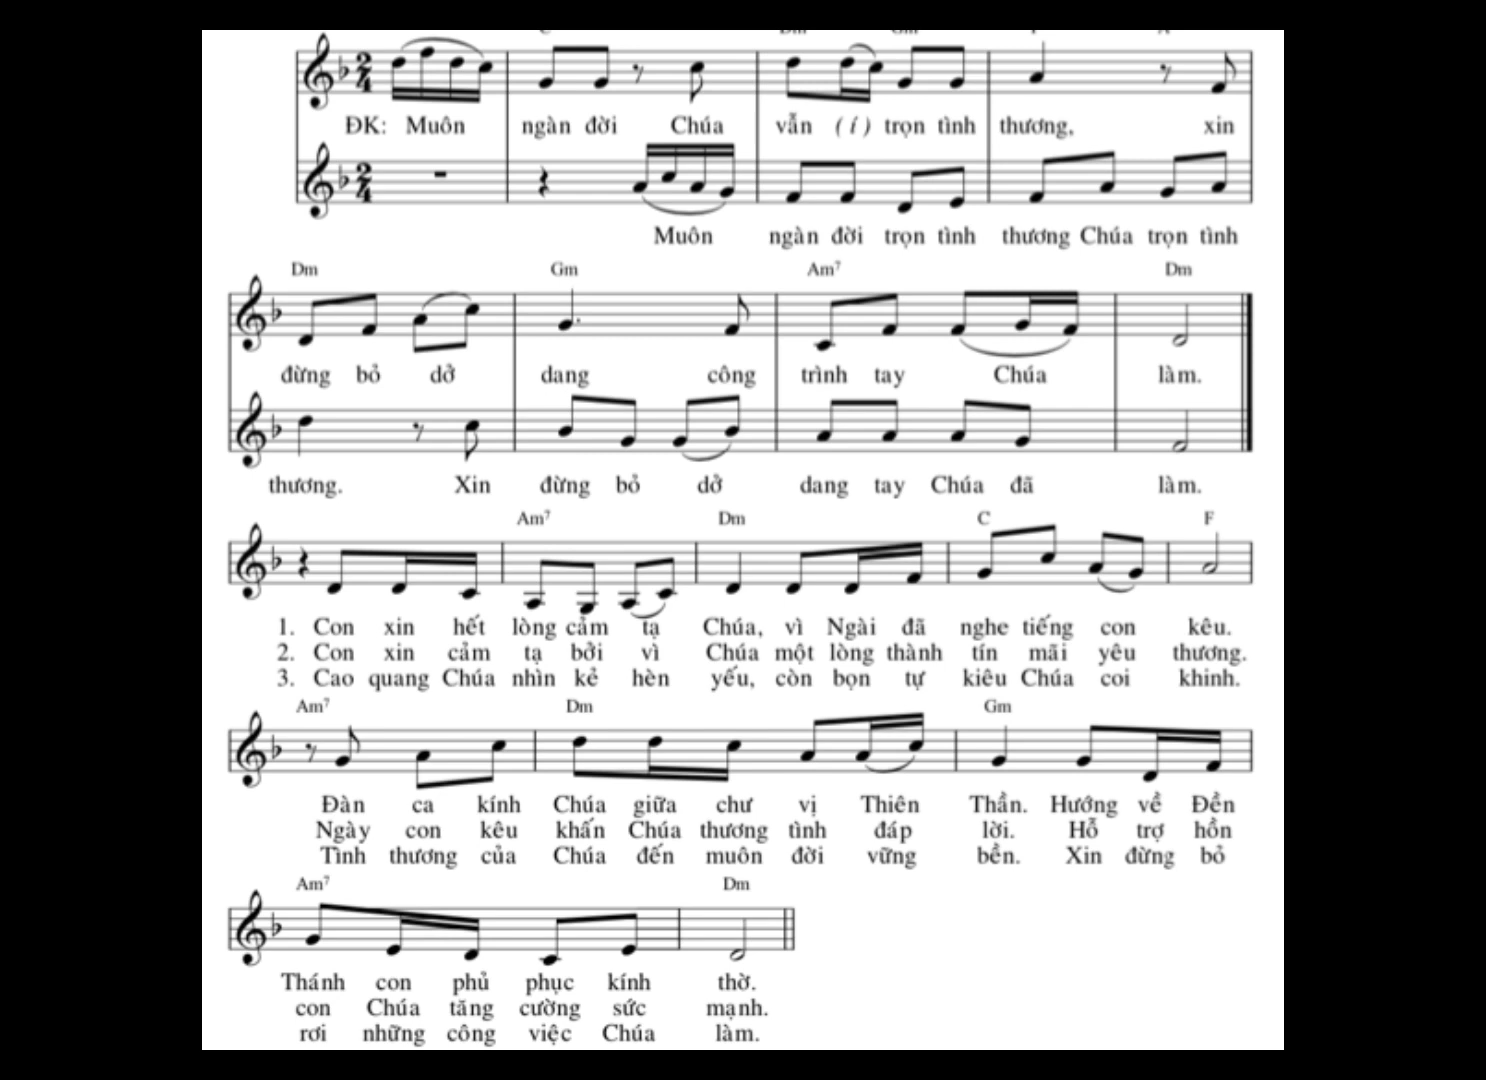 C Dm Gm F A
2/4
ĐK: Muôn ngàn đời Chúa vẫn ( í ) trọn tình thương, xin
2/4
Muôn ngàn đời trọn tình thương Chúa trọn tình
Dm Gm Am7 Dm
đừng bỏ dở dang công trình tay Chúa làm.
thương. Xin đừng bỏ dở dang tay Chúa đã làm.
Am7 Dm C F
1. Con xin hết lòng cảm tạ Chúa, vì Ngài đã nghe tiếng con kêu.
2. Con xin cảm tạ bởi vì Chúa một lòng thành tín mãi yêu thương.
3. Cao quang Chúa nhìn kẻ hèn yếu, còn bọn tự kiêu Chúa coi khinh.
Am7 Dm Gm
Đàn ca kính Chúa giữa chư vị Thiên Thần. Hướng về Đền
Ngày con kêu khấn Chúa thương tình đáp lời. Hỗ trợ hồn
Tình thương của Chúa đến muôn đời vững bền. Xin đừng bỏ
Am7 Dm
Thánh con phủ phục kính thờ.
con Chúa tăng cường sức mạnh.
rơi những công việc Chúa làm.